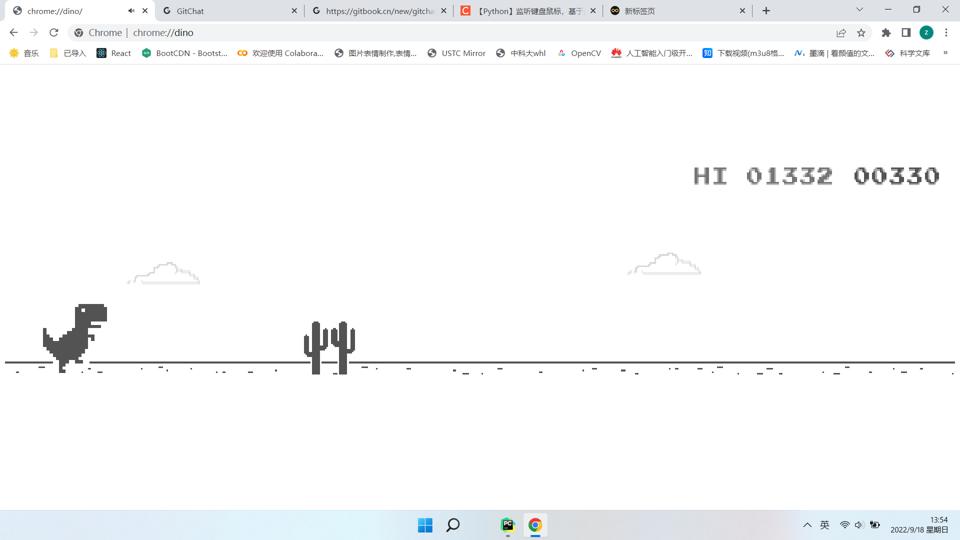 chrome://dino/
GitChat
https://gitbook.cn/new/gitcha
【Python】监听键盘鼠标，基于
新标签页
Chrome | chrome://dino
z
音乐
已导入
React
BootCDN - Bootst...
欢迎使用 Colabora...
图片表情制作,表情...
USTC Mirror
中科大whl
OpenCV
人工智能入门级开...
知
下载视频(m3u8格...
墨滴 | 看颜值的文...
科学文库
»
HI 01332 00330
PC
英
13:54
2022/9/18 星期日